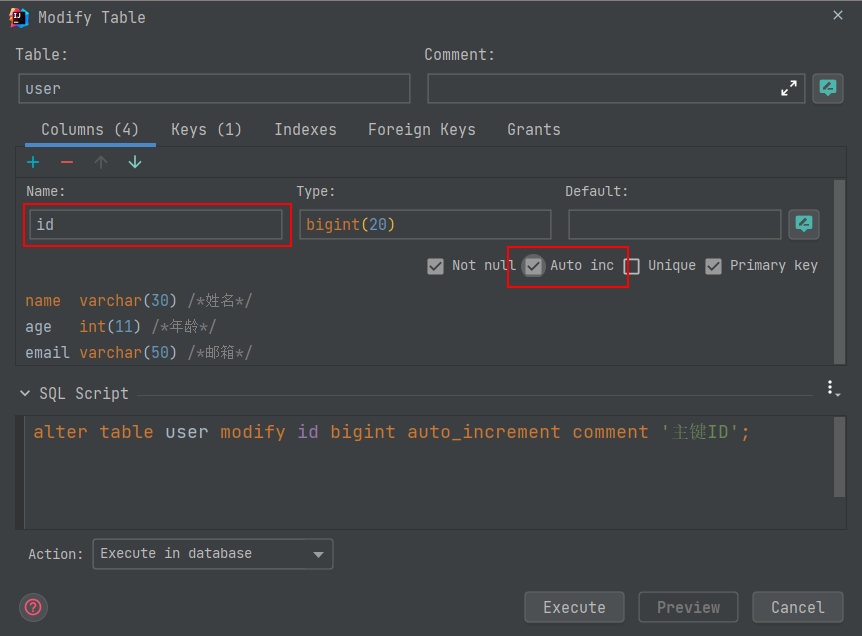 Modify Table
Table: Comment:
user
Columns (4) Keys (1) Indexes Foreign Keys Grants
Name: Type: Default:
id bigint(20)
Not null Auto inc Unique Primary key
name varchar(30) /*姓名*/
age int(11) /*年龄*/
email varchar(50) /*邮箱*/
SQL Script
alter table user modify id bigint auto_increment comment '主键ID';
Action: Execute in database
Execute Preview Cancel